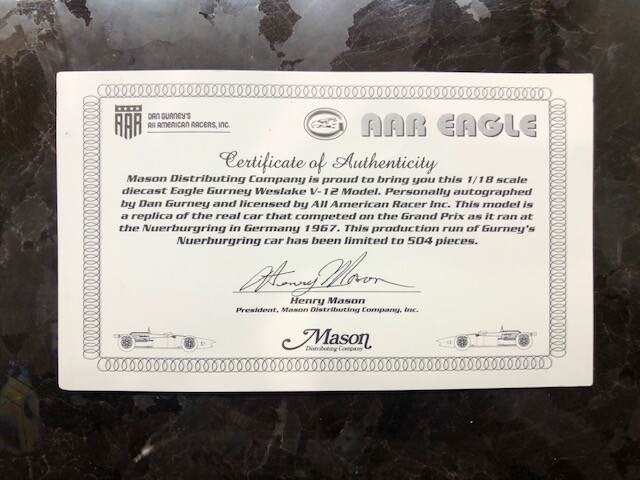 AAR
DAN GURNEY'S
All AMERICAN RACERS, INC.
AAR EAGLE
Certificate of Authenticity
Mason Distributing Company is proud to bring you this 1/18 scale
diecast Eagle Gurney Weslake V-12 Model. Personally autographed
by Dan Gurney and licensed by All American Racer Inc. This model is
a replica of the real car that competed on the Grand Prix as it ran at
the Nuerburgring in Germany 1967. This production run of Gurney's
Nuerburgring car has been limited to 504 pieces.
Henry Mason
Henry Mason
President, Mason Distributing Company, Inc.
Mason
Distributing Company